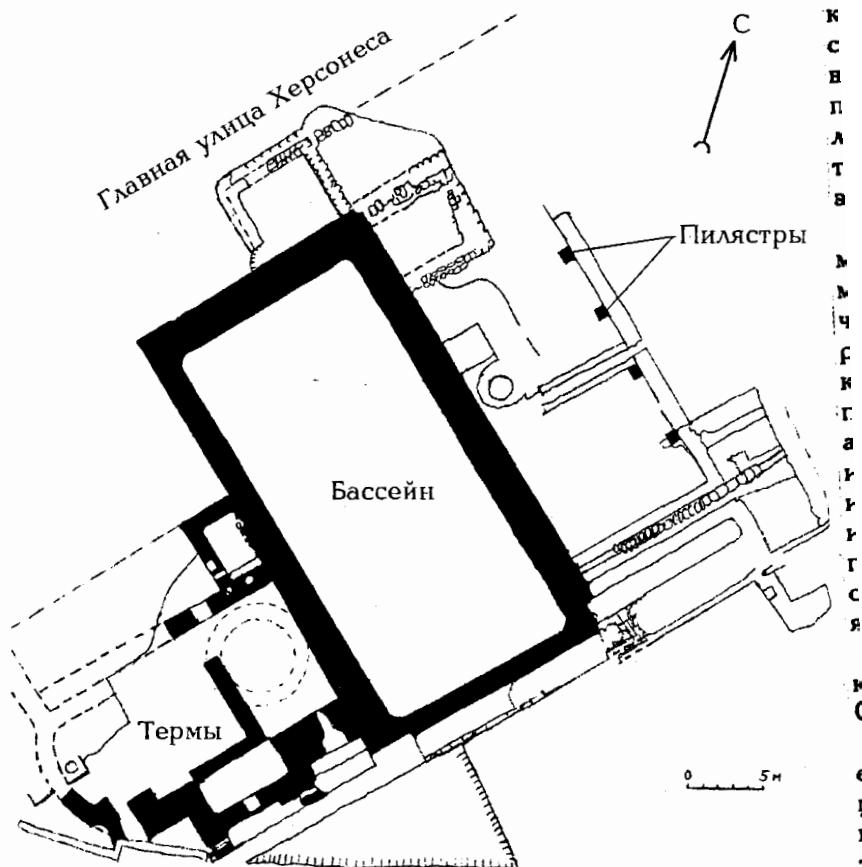 Главная улица Херсонеса
С
Пилястры
Бассейн
Термы
0 5 м